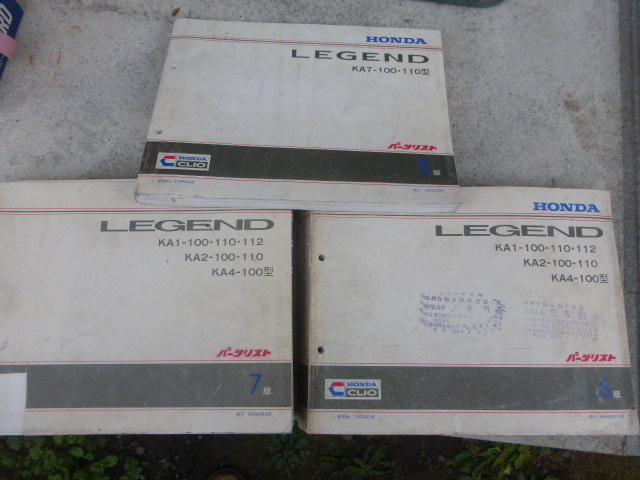 HONDA
LEGEND
KA7-100・110型
パーツリスト
HONDA
CLIO
5版
LEGEND
KA1-100・110・112
KA2-100・110
KA4-100型
パーツリスト
7版
HONDA
LEGEND
KA1-100・110・112
KA2-100・110
KA4-100型
パーツリスト
HONDA
CLIO
6版